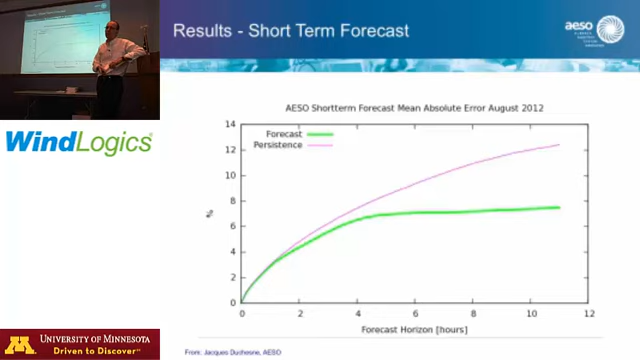 Results - Short Term Forecast
aeso
AESO Shortterm Forecast Mean Absolute Error August 2012
Forecast
Persistence
14
12
10
8
6
4
2
0
%
0 2 4 6 8 10 12
Forecast Horizon [hours]
WindLogics
UNIVERSITY OF MINNESOTA
Driven to Discover
From: Jacques Duchesne, AESO